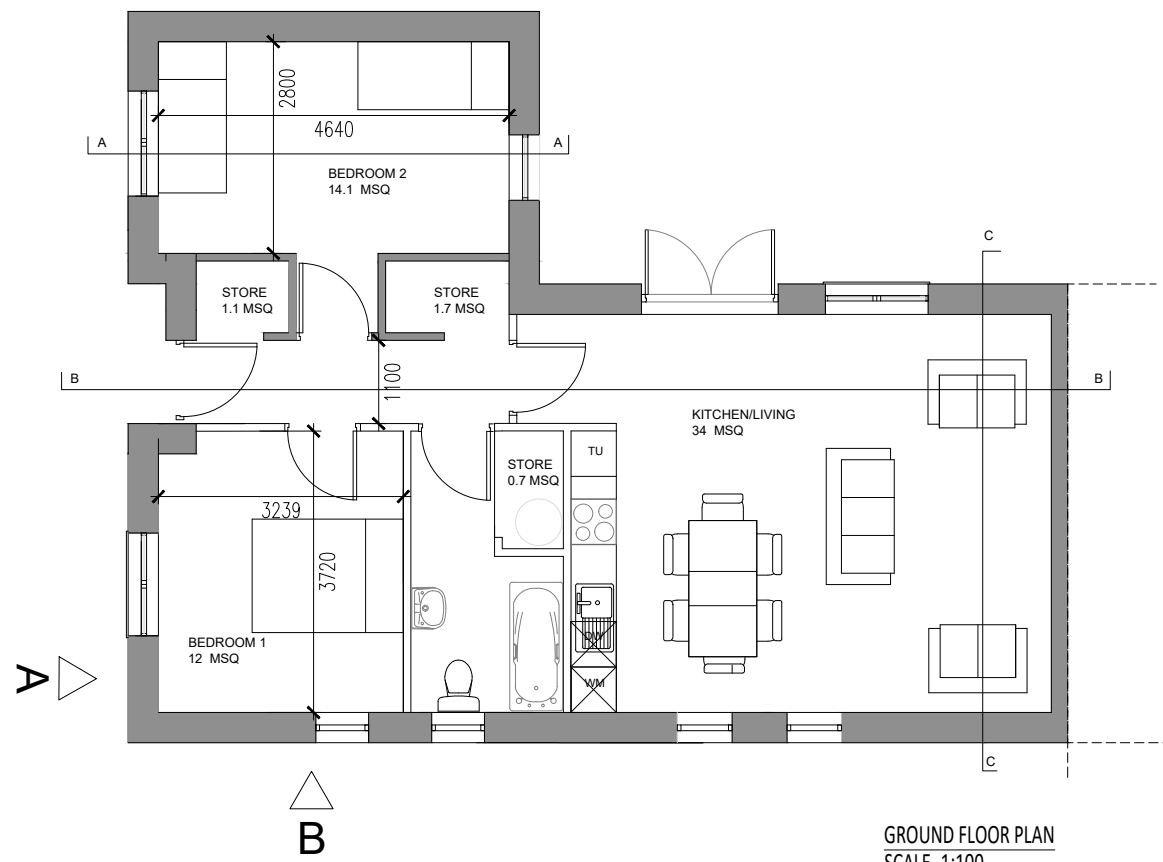 2800
4640
A
A
BEDROOM 2
14.1 MSQ
C
STORE
1.1 MSQ
STORE
1.7 MSQ
1100
B
B
KITCHEN/LIVING
34 MSQ
TU
STORE
0.7 MSQ
3239
3720
DW
BEDROOM 1
12 MSQ
WM
A
C
B
GROUND FLOOR PLAN
SCALE 1:100